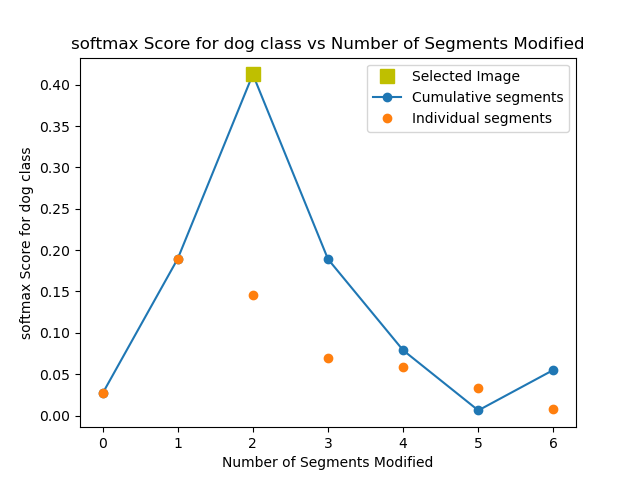 softmax Score for dog class vs Number of Segments Modified
Selected Image
Cumulative segments
Individual segments
softmax Score for dog class
0.40
0.35
0.30
0.25
0.20
0.15
0.10
0.05
0.00
0 1 2 3 4 5 6
Number of Segments Modified